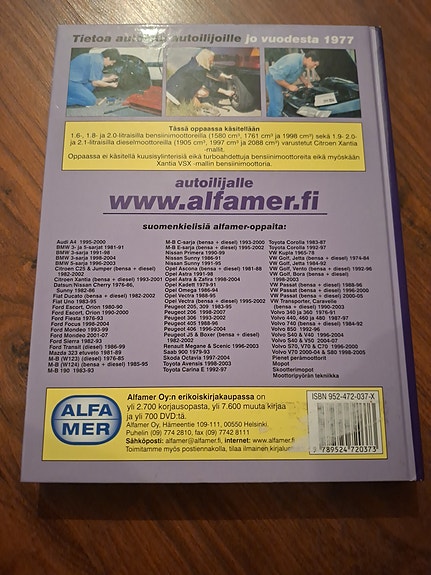 Tietoa autoista autoilijoille jo vuodesta 1977
Tässä oppaassa käsitellään
1.6-, 1.8- ja 2.0-litraisilla bensiinimoottoreilla (1580 cm³, 1761 cm³ ja 1998 cm³) sekä 1.9- 2.0-
ja 2.1-litraisilla dieselmoottoreilla (1905 cm³, 1997 cm³ ja 2088 cm³) varustetut Citroen Xantia
-mallit.
Oppaassa ei käsitellä kuusisylinterisiä eikä turboahdettuja bensiinimoottoreita eikä myöskään
Xantia VSX -mallin bensiinimoottoria.
autoilijalle
www.alfamer.fi
suomenkielisiä alfamer-oppaita:
Audi A4 1995-2000
BMW 3- ja 5-sarjat 1981-91
BMW 3-sarja 1991-98
BMW 3-sarja 1998-2004
BMW 5-sarja 1996-2003
Citroen C25 & Jumper (bensa + diesel)
1982-2002
Citroen Xantia (bensa + diesel) 1993-2001
Datsun/Nissan Cherry 1976-86,
Sunny 1982-86
Fiat Ducato (bensa + diesel) 1982-2002
Fiat Uno 1983-95
Ford Escort, Orion 1980-90
Ford Escort, Orion 1990-2000
Ford Fiesta 1976-93
Ford Focus 1998-2004
Ford Mondeo 1993-99
Ford Mondeo 2001-07
Ford Sierra 1982-93
Ford Transit (diesel) 1986-99
Mazda 323 etuveto 1981-89
M-B (W123) (diesel) 1976-85
M-B (W124) (bensa + diesel) 1985-95
M-B 190 1983-93
M-B C-sarja (bensa + diesel) 1993-2000
M-B E-sarja (bensa + diesel) 1995-2002
Nissan Primera 1990-99
Nissan Sunny 1986-91
Nissan Sunny 1991-95
Opel Ascona (bensa + diesel) 1981-88
Opel Astra 1991-98
Opel Astra & Zafira 1998-2004
Opel Kadett 1979-91
Opel Omega 1986-94
Opel Vectra 1988-95
Opel Vectra (bensa + diesel) 1995-2002
Peugeot 205, 309 1983-95
Peugeot 206 1998-2007
Peugeot 306 1993-2002
Peugeot 405 1988-96
Peugeot 406 1996-2004
Peugeot J5 & Boxer (bensa + diesel)
1982-2002
Renault Megane & Scenic 1996-2003
Saab 900 1979-93
Skoda Octavia 1997-2004
Toyota Avensis 1998-2003
Toyota Carina E 1992-97
Toyota Corolla 1983-87
Toyota Corolla 1992-97
VW Kupla 1965-78
VW Golf, Jetta (bensa + diesel) 1974-84
VW Golf, Jetta 1984-92
VW Golf, Vento (bensa + diesel) 1992-96
VW Golf, Bora (bensa + diesel)
1998-2003
VW Passat (bensa + diesel) 1988-96
VW Passat (bensa + diesel) 1996-2000
VW Passat (bensa + diesel) 2000-05
VW Transporter, Caravelle
(bensa + diesel) 1990-2003
Volvo 340 ja 360 1976-91
Volvo 440, 460 ja 480 1987-97
Volvo 740 (bensa + diesel) 1984-92
Volvo 850 1992-96
Volvo S40 & V40 1996-2004
Volvo S40 & V50 2004-07
Volvo S70, V70 & C70 1996-2000
Volvo V70 2000-04 & S80 1998-2005
Pienet perämoottorit
Mopot
Skootterimopot
Moottoripyörän tekniikka
ALFA
MER
Alfamer Oy:n erikoiskirjakaupassa on
yli 2.700 korjausopasta, yli 7.600 muuta kirjaa
ja yli 700 DVD:tä.
Alfamer Oy, Hämeentie 109-111, 00550 Helsinki.
Puhelin (09) 774 2810, fax (09) 7742 8111
Sähköposti: alfamer@alfamer.fi, internet: www.alfamer.fi
Toimitamme myös postiennakolla, tilaa ilmainen
ISBN 952-472-037-X
9 789524 720373